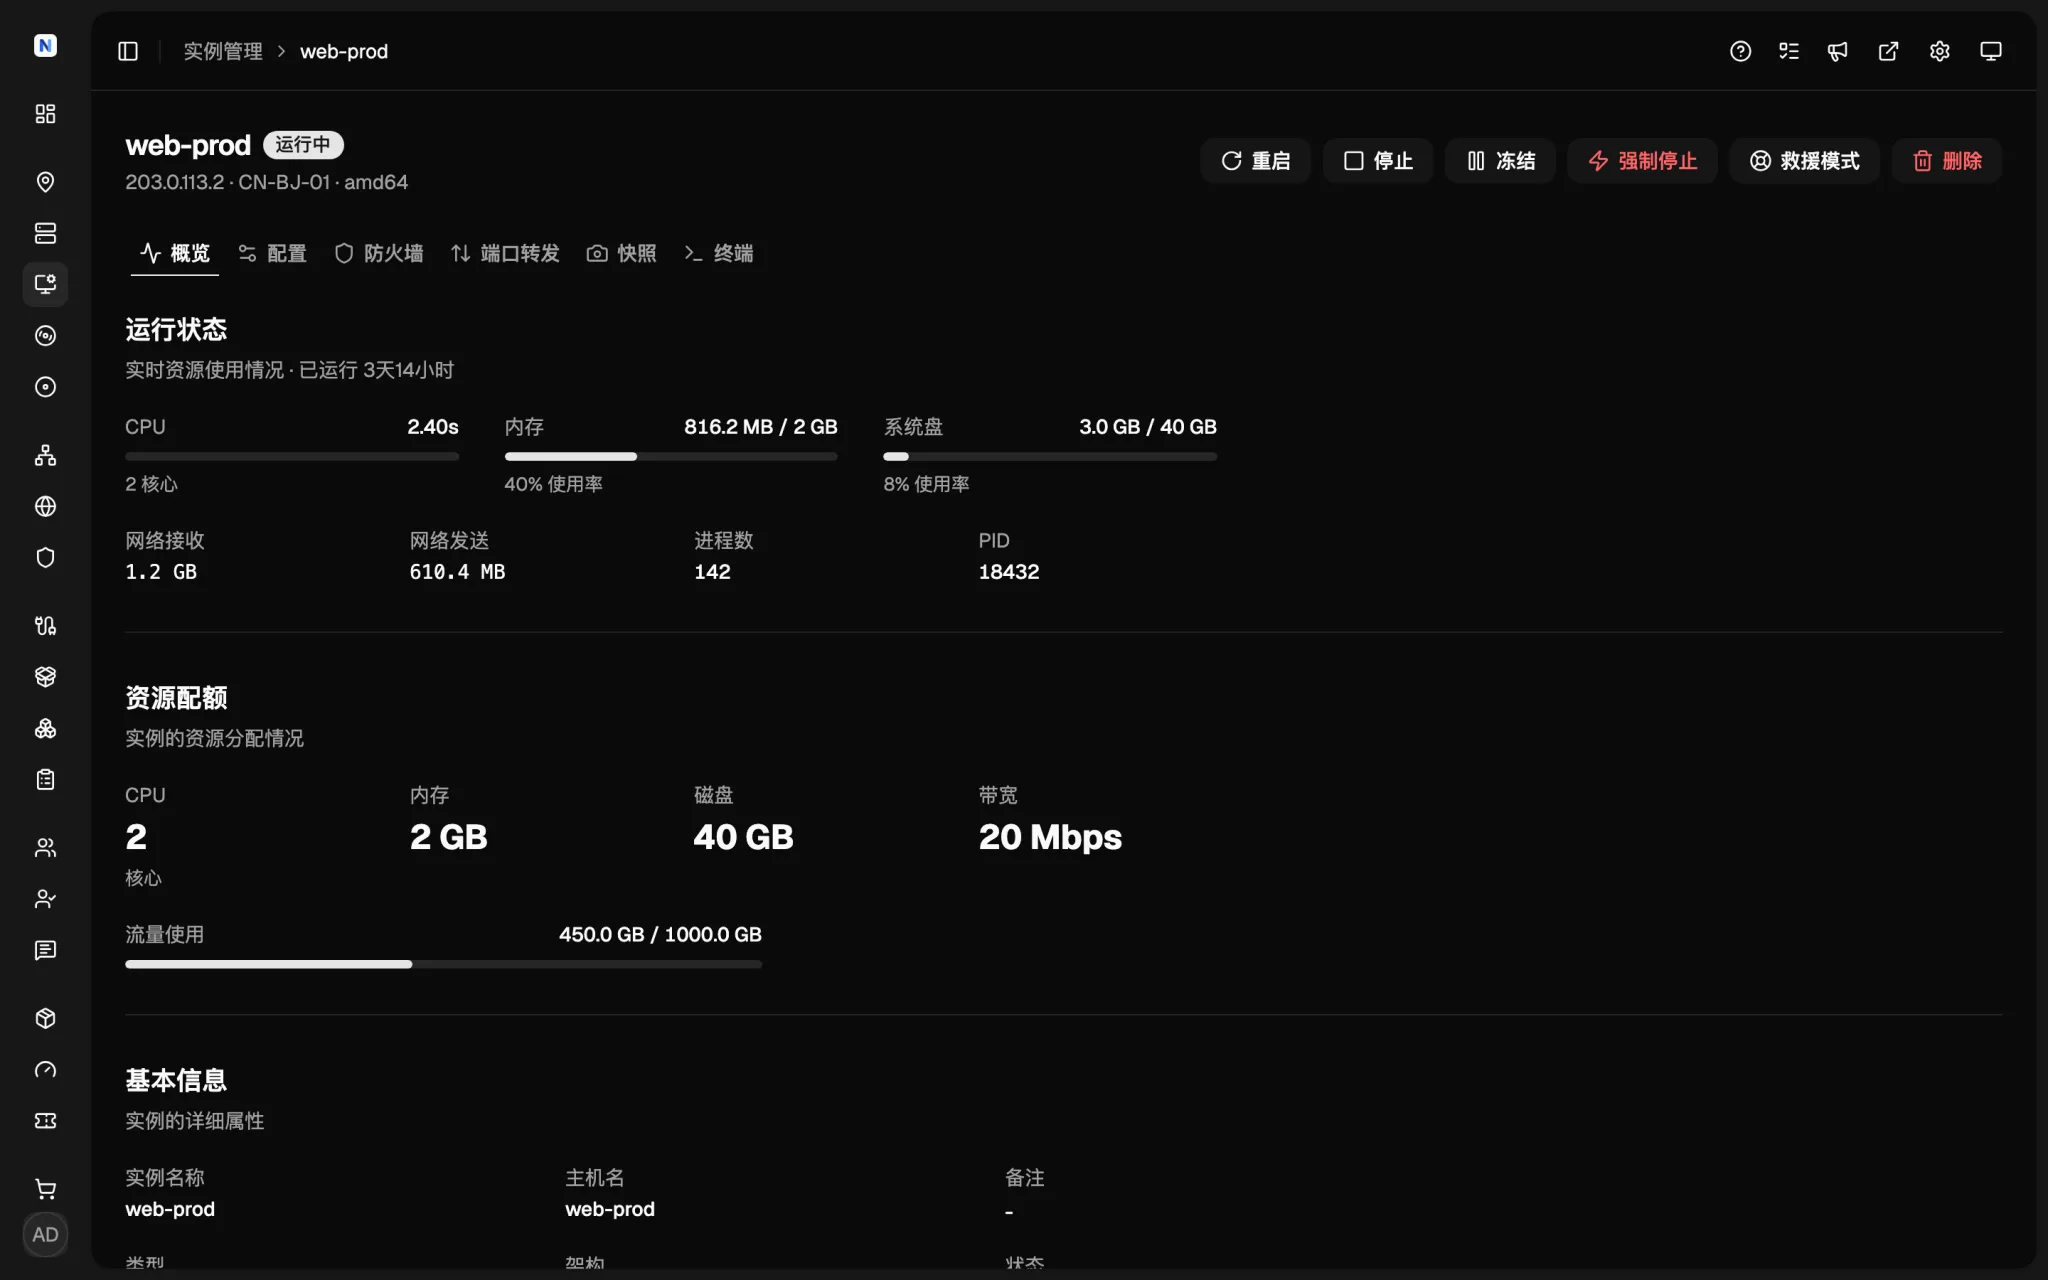 N
实例管理 > web-prod
web-prod 运行中
203.0.113.2 · CN-BJ-01 · amd64
重启 停止 冻结 强制停止 救援模式 删除
概览 配置 防火墙 端口转发 快照 终端
运行状态
实时资源使用情况 · 已运行 3天14小时
CPU 2.40s 内存 816.2 MB / 2 GB 系统盘 3.0 GB / 40 GB
2 核心 40% 使用率 8% 使用率
网络接收 网络发送 进程数 PID
1.2 GB 610.4 MB 142 18432
资源配额
实例的资源分配情况
CPU 内存 磁盘 带宽
2 2 GB 40 GB 20 Mbps
核心
流量使用 450.0 GB / 1000.0 GB
基本信息
实例的详细属性
实例名称 主机名 备注
web-prod web-prod -
类型 架构 状态
AD